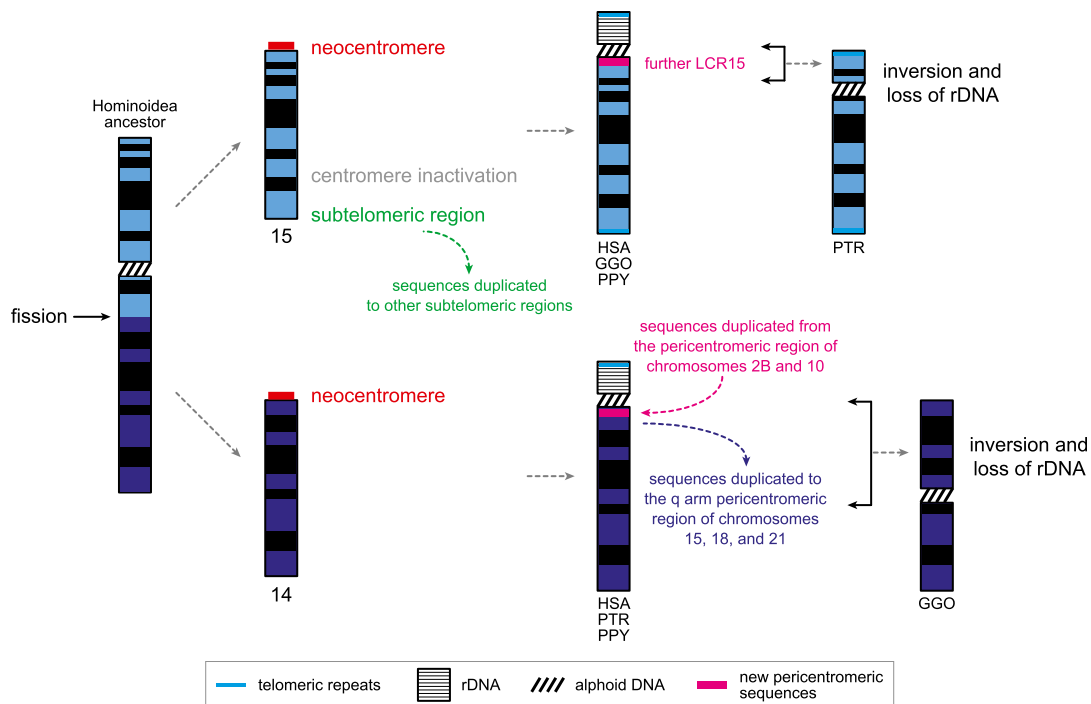 Hominoidea
ancestor
fission
neocentromere
centromere inactivation
subtelomeric region
15
sequences duplicated
to other subtelomeric regions
further LCR15
HSA
GGO
PPY
inversion and
loss of rDNA
PTR
neocentromere
14
sequences duplicated from
the pericentromeric region of
chromosomes 2B and 10
sequences duplicated to
the q arm pericentromeric
region of chromosomes
15, 18, and 21
HSA
PTR
PPY
inversion and
loss of rDNA
GGO
telomeric repeats
rDNA
alphoid DNA
new pericentromeric
sequences